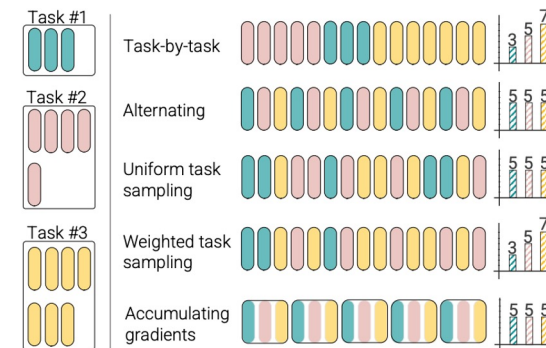 Task #1
Task-by-task
3 5 7
Task #2
Alternating
5 5 5
Uniform task
sampling
5 5 5
Task #3
Weighted task
sampling
3 5 7
Accumulating
gradients
5 5 5